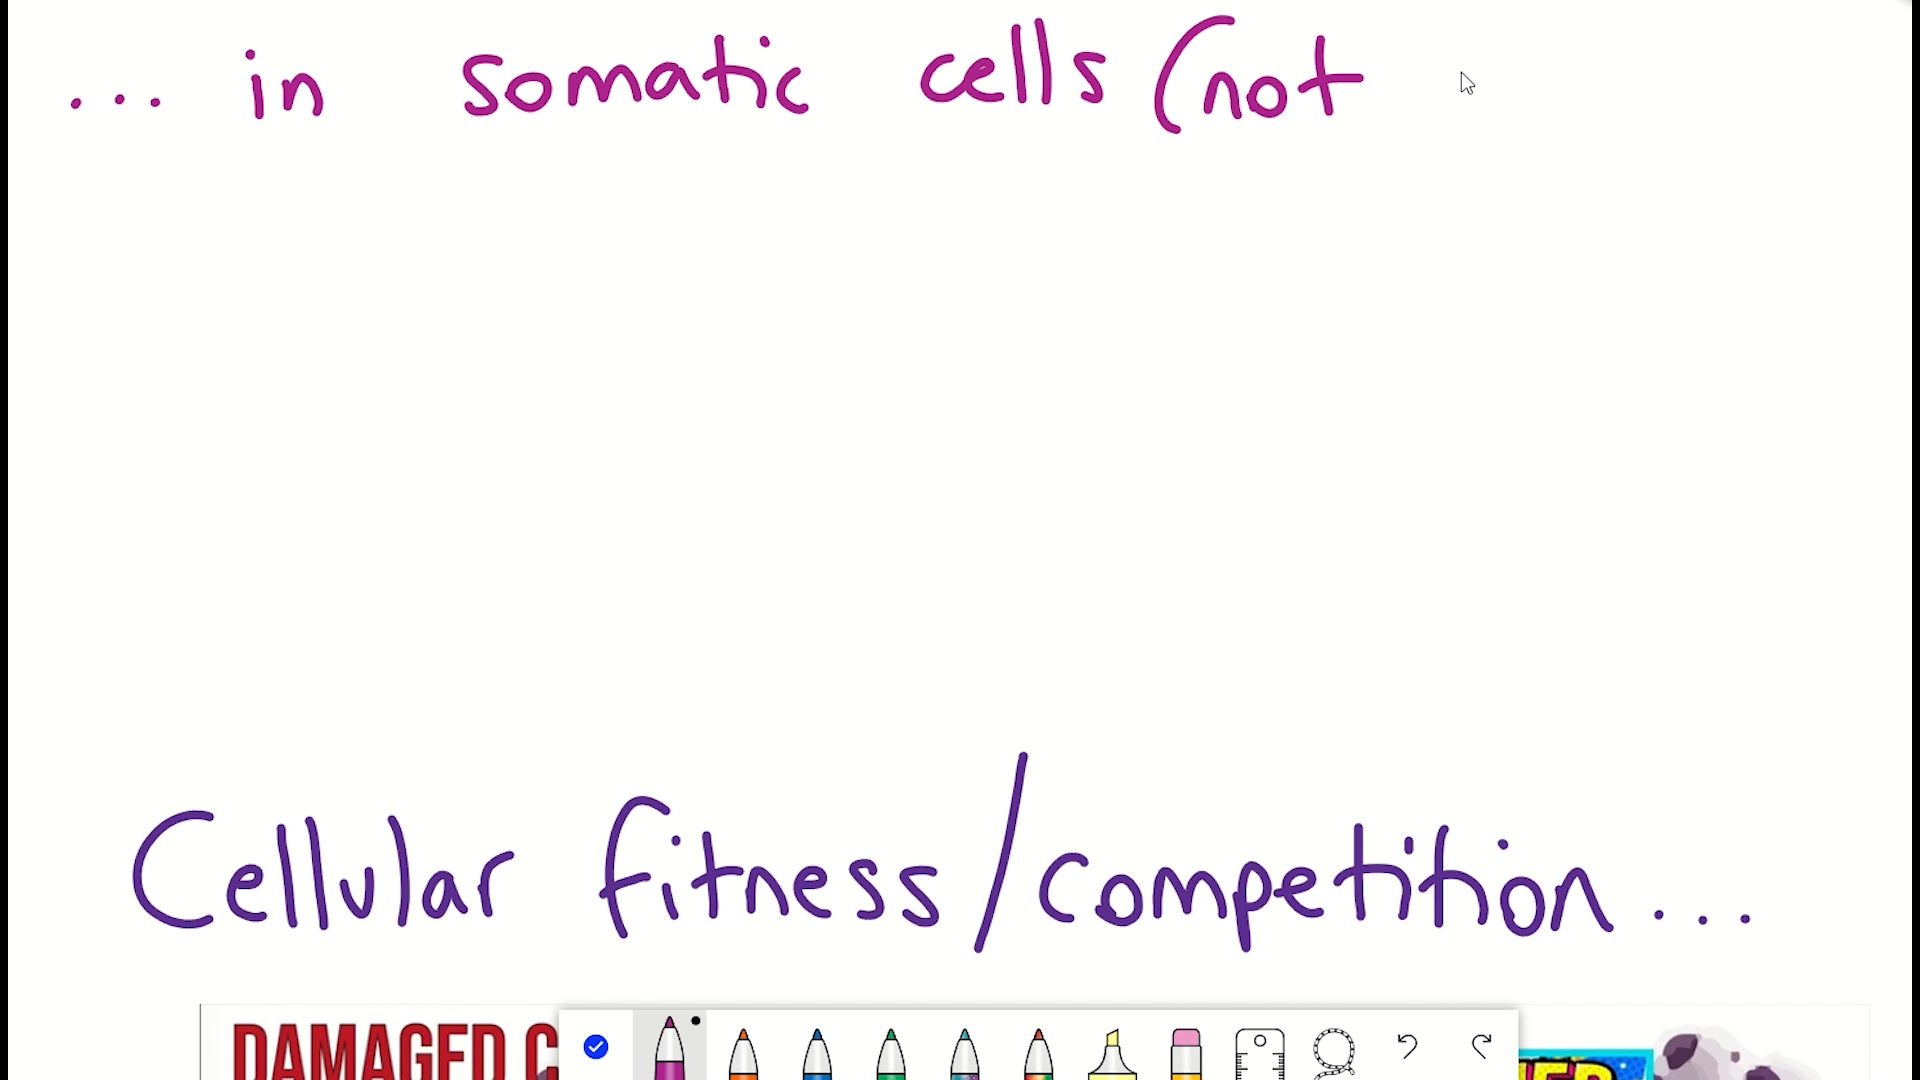 ... in somatic cells (not
Cellular fitness/competition...
DAMAGED C